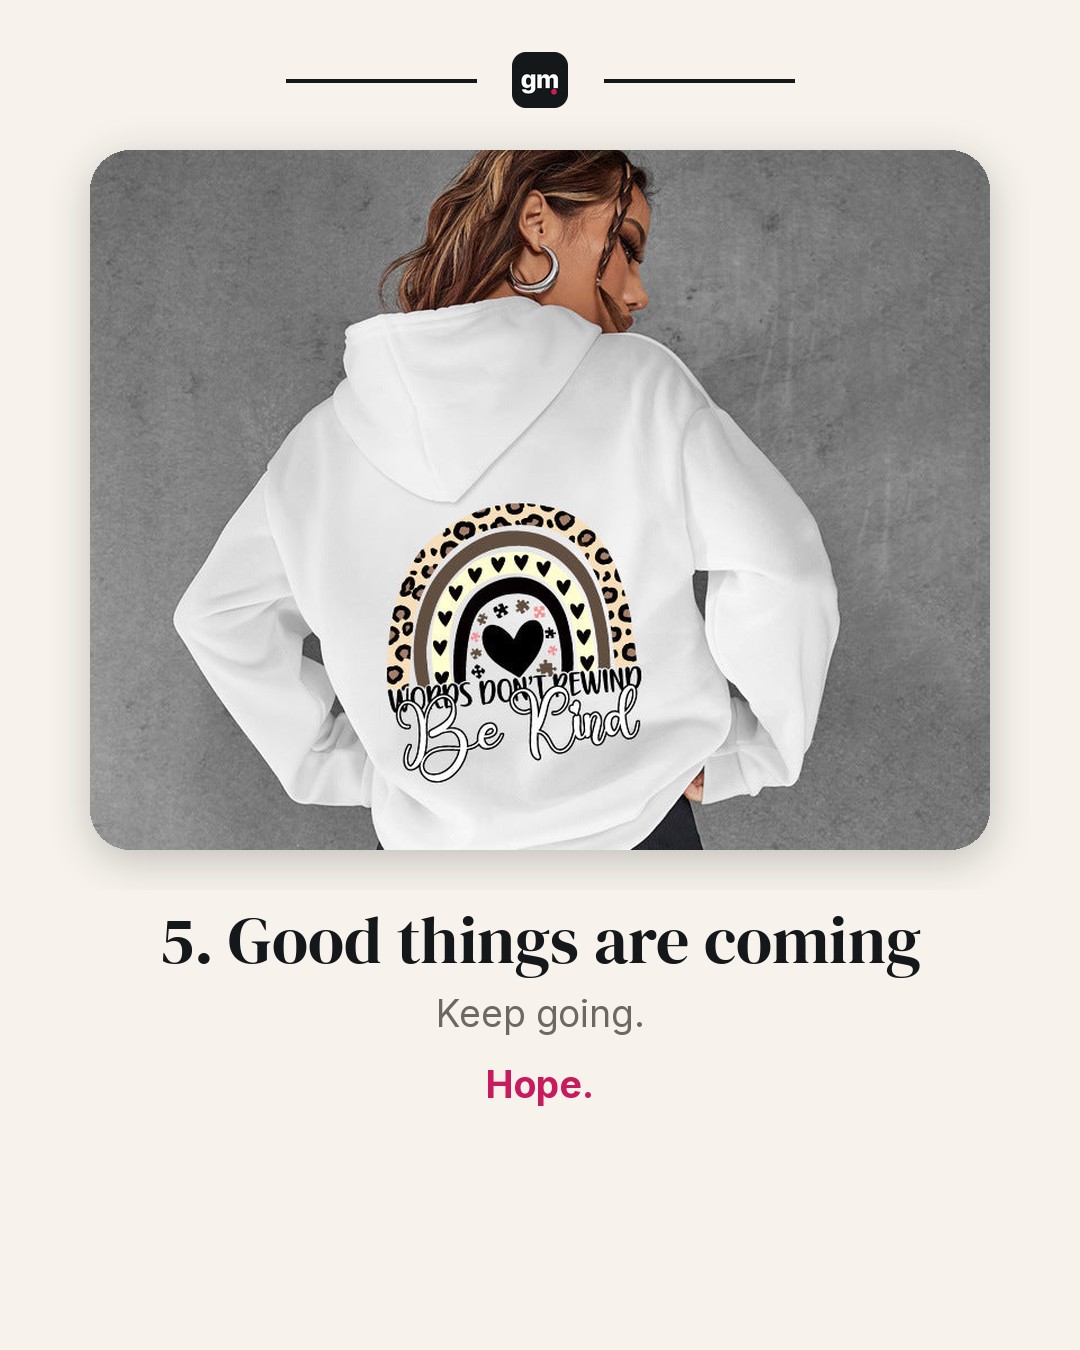 gm.
WORDS DON'T REWIND
Be Kind
5. Good things are coming
Keep going.
Hope.